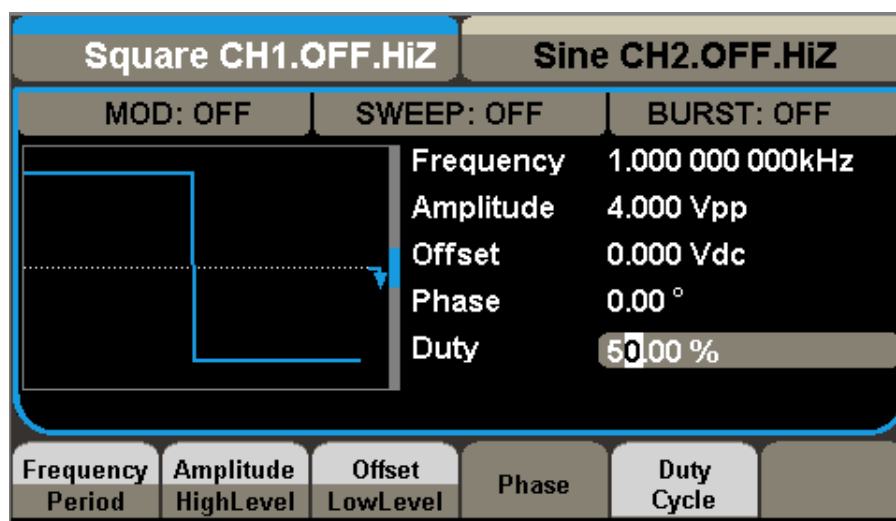 Square CH1.OFF.HiZ
Sine CH2.OFF.HiZ
MOD: OFF
SWEEP: OFF
BURST: OFF
Frequency 1.000 000 000kHz
Amplitude 4.000 Vpp
Offset 0.000 Vdc
Phase 0.00 °
Duty 50.00 %
Frequency
Period
Amplitude
HighLevel
Offset
LowLevel
Phase
Duty
Cycle